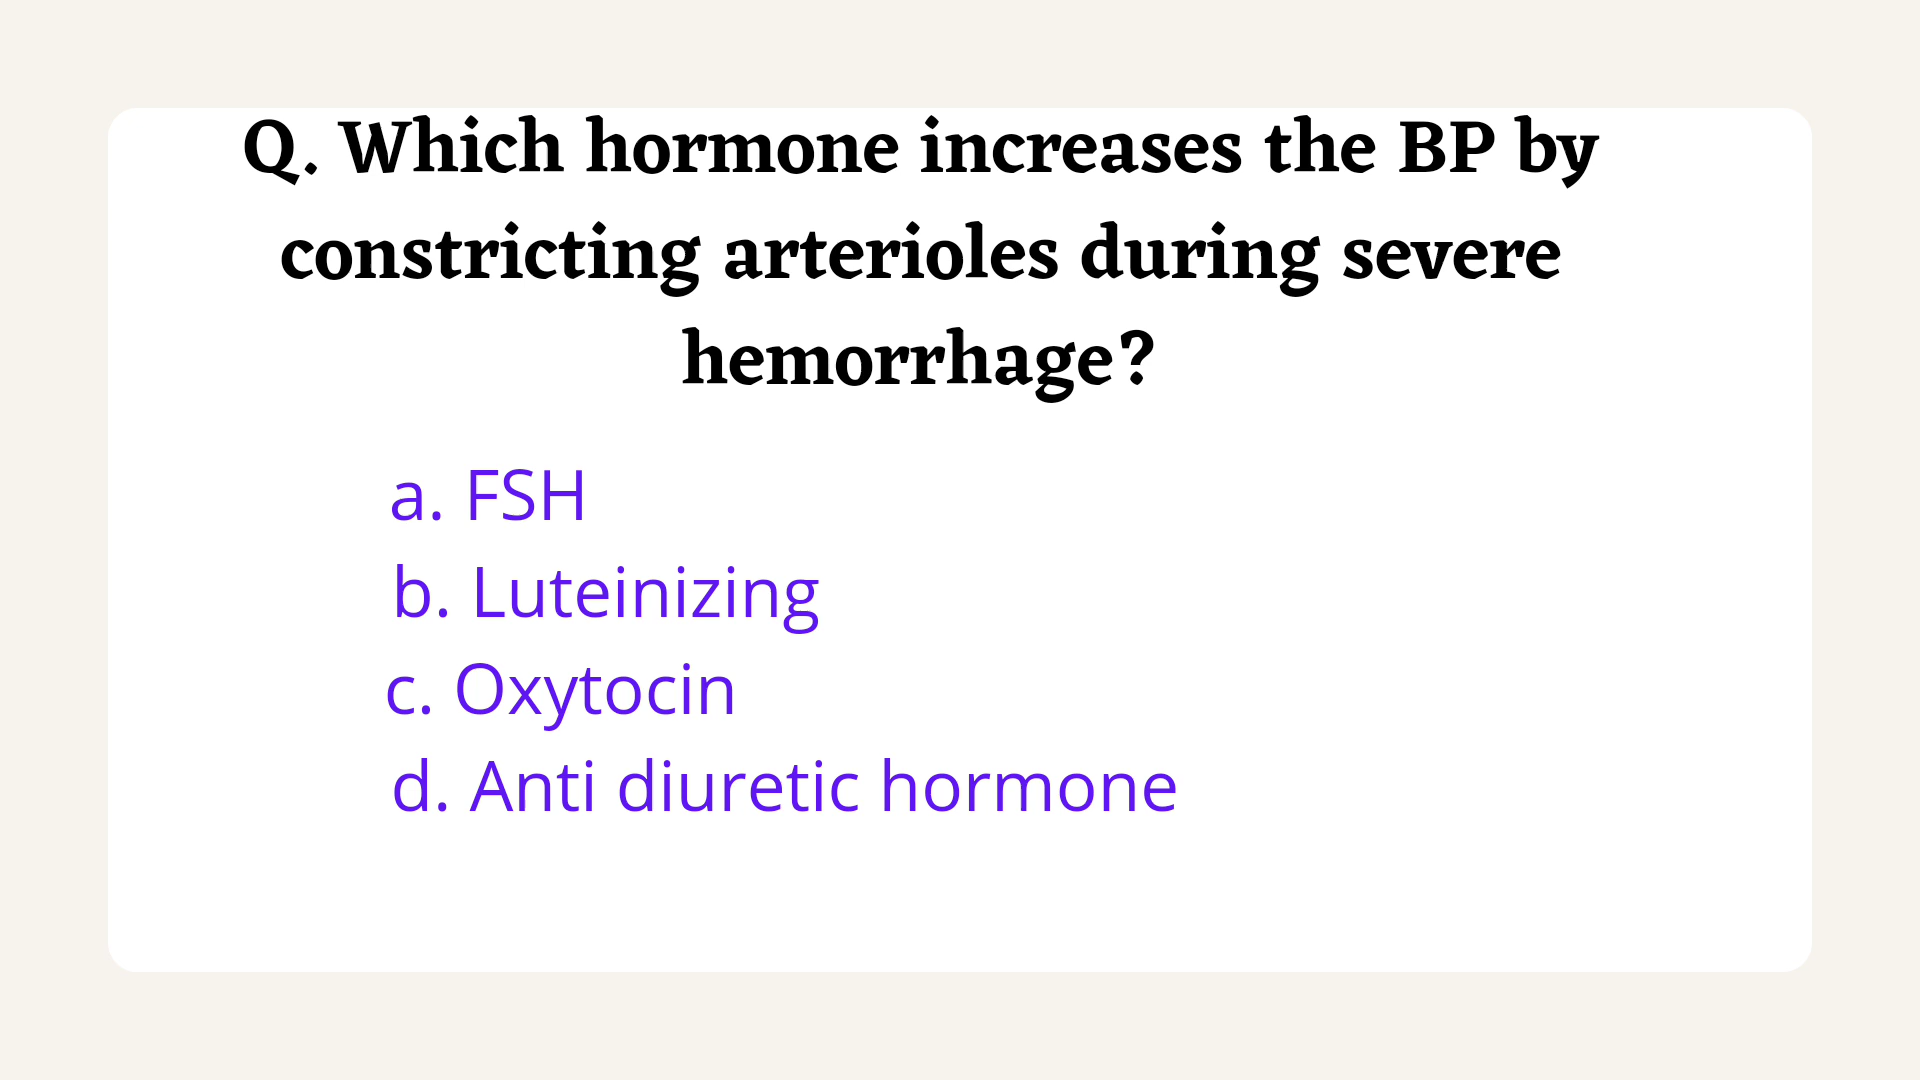 Q. Which hormone increases the BP by
constricting arterioles during severe
hemorrhage?
a. FSH
b. Luteinizing
c. Oxytocin
d. Anti diuretic hormone